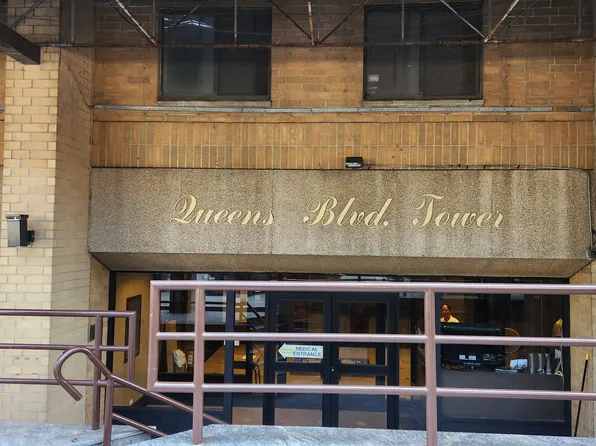 Queens Blvd. Tower
MEDICAL
ENTRANCE